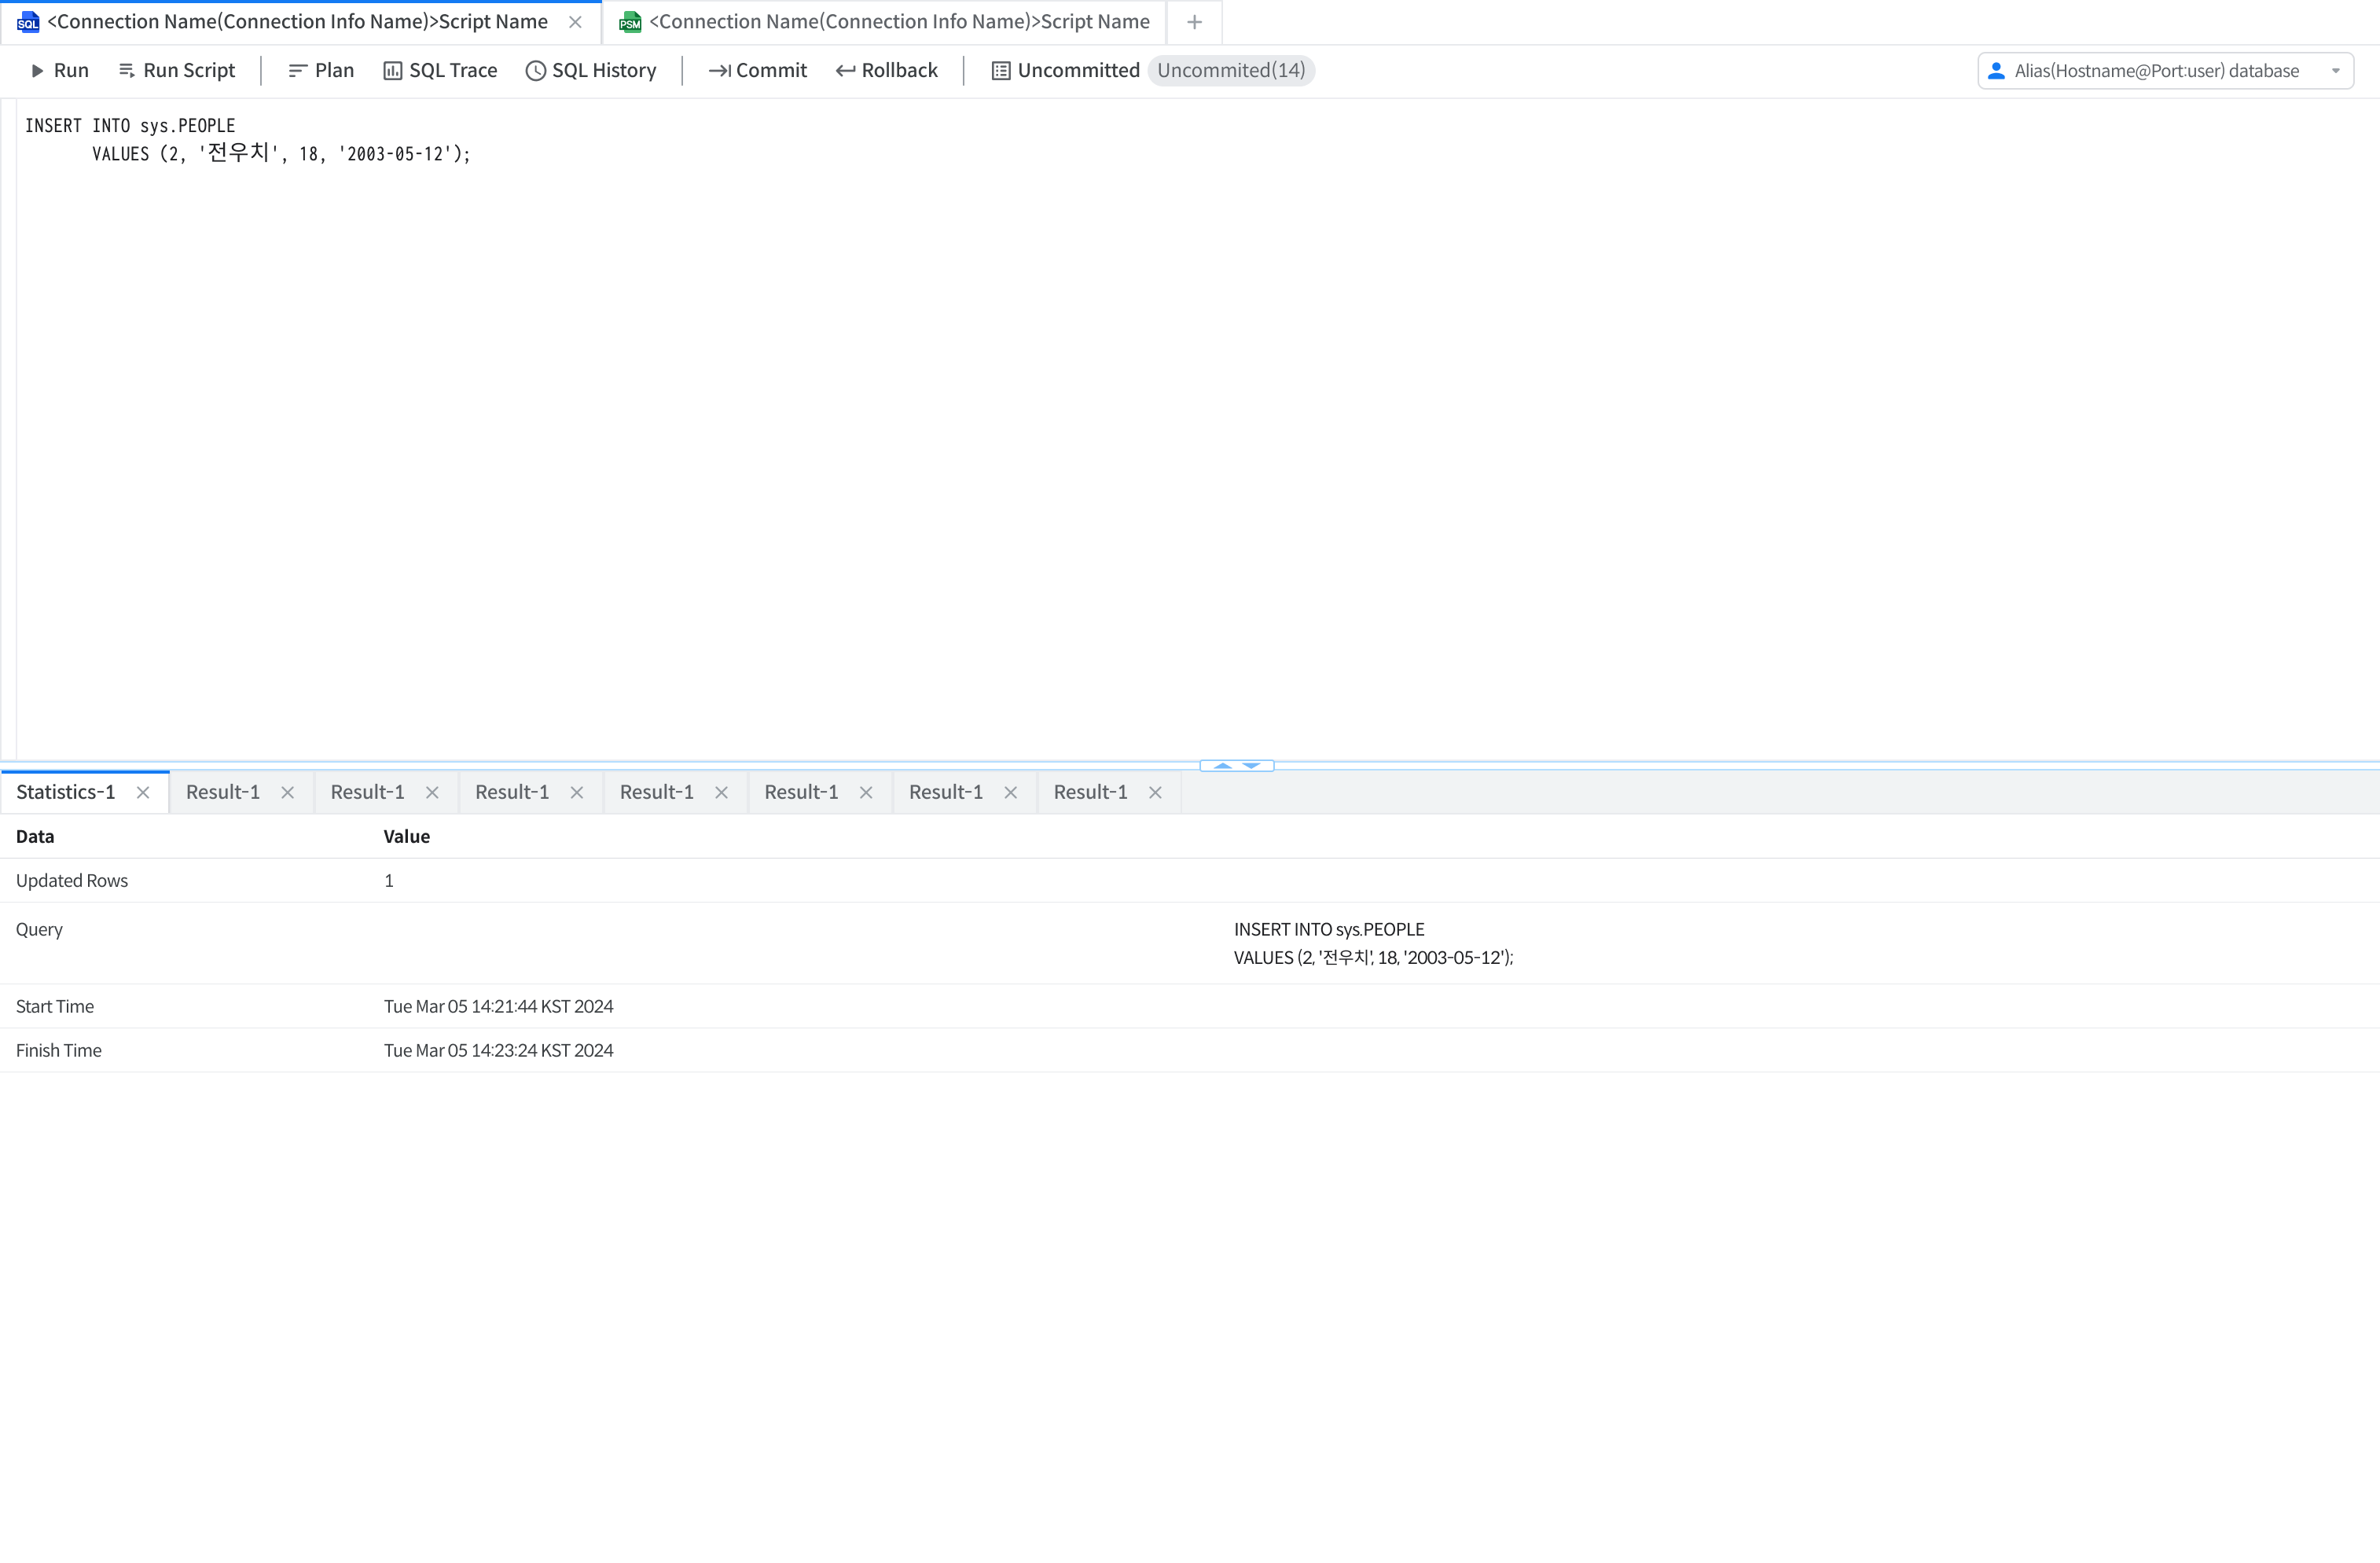 SQL <Connection Name(Connection Info Name)>Script Name PSM <Connection Name(Connection Info Name)>Script Name
Run Run Script Plan SQL Trace SQL History Commit Rollback Uncommitted Uncommited(14) Alias(Hostname@Port:user) database
INSERT INTO sys.PEOPLE
VALUES (2, '전우치', 18, '2003-05-12');
Statistics-1 Result-1 Result-1 Result-1 Result-1 Result-1 Result-1 Result-1
Data Value
Updated Rows 1
Query INSERT INTO sys.PEOPLE
VALUES (2, '전우치', 18, '2003-05-12');
Start Time Tue Mar 05 14:21:44 KST 2024
Finish Time Tue Mar 05 14:23:24 KST 2024